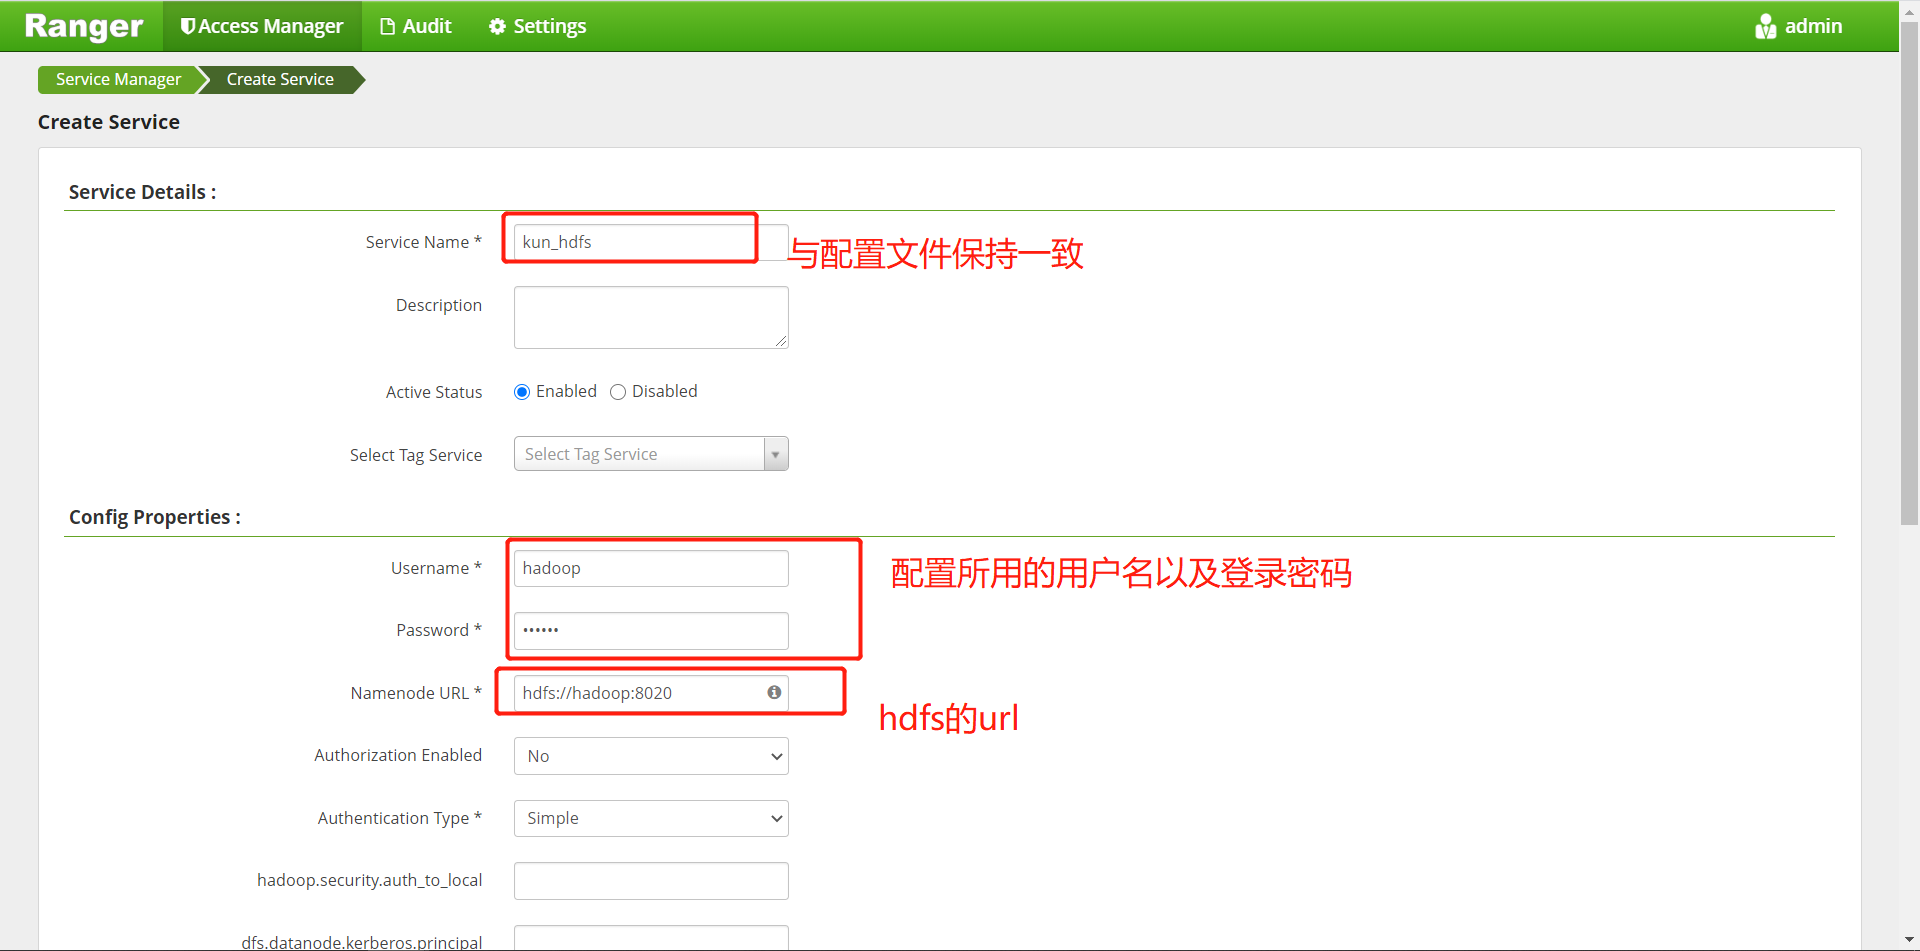 Ranger Access Manager Audit Settings admin
Service Manager Create Service
Create Service
Service Details :
Service Name * kun_hdfs 与配置文件保持一致
Description
Active Status Enabled Disabled
Select Tag Service Select Tag Service
Config Properties :
Username * hadoop 配置所用的用户名以及登录密码
Password * ••••••
Namenode URL * hdfs://hadoop:8020
hdfs的url
Authorization Enabled No
Authentication Type * Simple
hadoop.security.auth_to_local
dfs.datanode.kerberos.principal